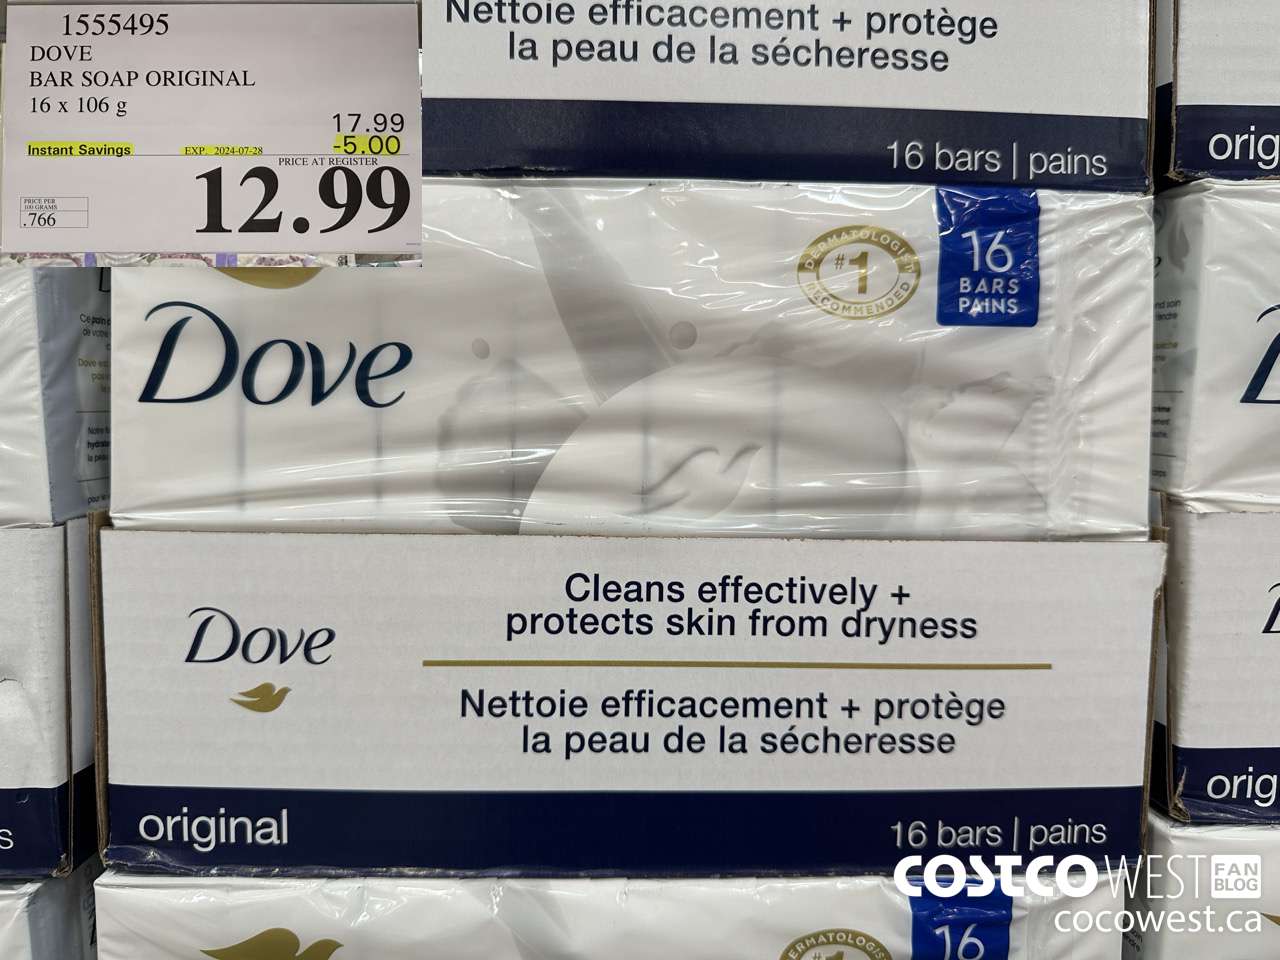 1555495
DOVE
BAR SOAP ORIGINAL
16 x 106 g
17.99
Instant Savings EXP. 2024-07-28 -5.00
PRICE AT REGISTER
12.99
PRICE PER
100 GRAMS
.766
Nettoie efficacement + protège
la peau de la sécheresse
16 bars | pains
orig
DERMATOLOGIST
#1
RECOMMENDED
16
BARS
PAINS
Dove
Cleans effectively +
protects skin from dryness
Dove
Nettoie efficacement + protège
la peau de la sécheresse
original
16 bars | pains
orig
s
COSTCO WEST FAN BLOG
cocowest.ca
#1
16